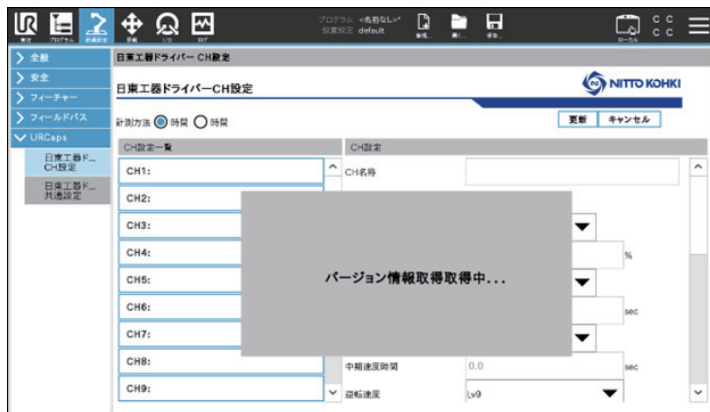 UR
プログラム <名前なし>*
設置設定 default
ローカル
C C
C C
全般
安全
フィーチャー
フィールドバス
URCaps
日東工器ド...
CH設定
日東工器ド...
共通設定
日東工器ドライバー CH設定
日東工器ドライバーCH設定
NITTO KOHKI
計測方法 時間 時間
更新 キャンセル
CH設定一覧
CH設定
CH1:
CH名称
CH2:
CH3:
CH4:
%
CH5:
バージョン情報取得取得中...
CH6:
sec
CH7:
CH8:
中期速度時間 0.0 sec
CH9:
逆転速度 Lv9